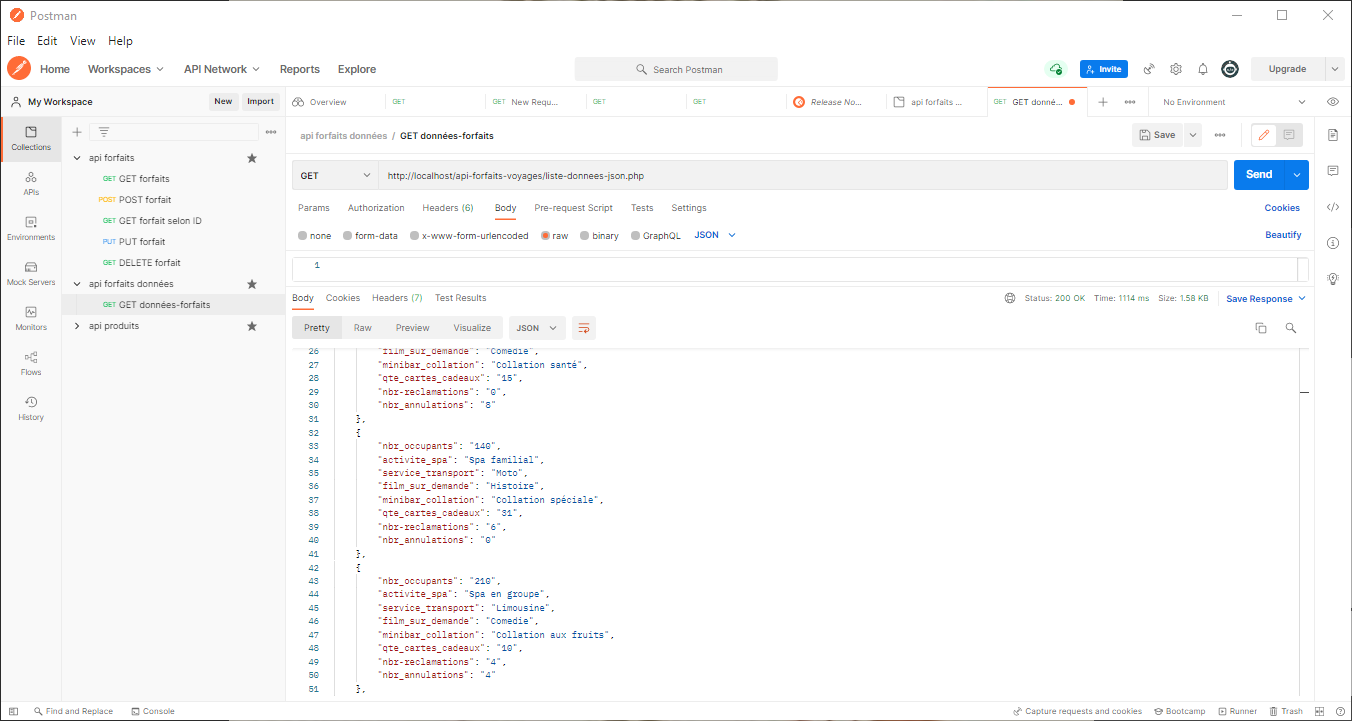 Postman
File Edit View Help
Home Workspaces API Network Reports Explore Search Postman Invite Upgrade
My Workspace New Import
Overview GET GET New Requ... GET GET Release No... api forfaits ... GET GET donné... No Environment
Collections
APIs
Environments
Mock Servers
Monitors
Flows
History
api forfaits
GET GET forfaits
POST POST forfait
GET GET forfait selon ID
PUT PUT forfait
DEL DELETE forfait
api forfaits données
GET GET données-forfaits
api produits
api forfaits données / GET données-forfaits Save
GET http://localhost/api-forfaits-voyages/liste-donnees-json.php Send
Params Authorization Headers (6) Body Pre-request Script Tests Settings Cookies
none form-data x-www-form-urlencoded raw binary GraphQL JSON Beautify
1
Body Cookies Headers (7) Test Results Status: 200 OK Time: 1114 ms Size: 1.58 KB Save Response
Pretty Raw Preview Visualize JSON
26 "film_sur_demande": "Comedie",
27 "minibar_collation": "Collation santé",
28 "qte_cartes_cadeaux": "15",
29 "nbr-reclamations": "0",
30 "nbr_annulations": "8"
31 },
32 {
33 "nbr_occupants": "140",
34 "activite_spa": "Spa familial",
35 "service_transport": "Moto",
36 "film_sur_demande": "Histoire",
37 "minibar_collation": "Collation spéciale",
38 "qte_cartes_cadeaux": "31",
39 "nbr-reclamations": "6",
40 "nbr_annulations": "0"
41 },
42 {
43 "nbr_occupants": "210",
44 "activite_spa": "Spa en groupe",
45 "service_transport": "Limousine",
46 "film_sur_demande": "Comedie",
47 "minibar_collation": "Collation aux fruits",
48 "qte_cartes_cadeaux": "10",
49 "nbr-reclamations": "4",
50 "nbr_annulations": "4"
51 },
Find and Replace Console Capture requests and cookies Bootcamp Runner Trash